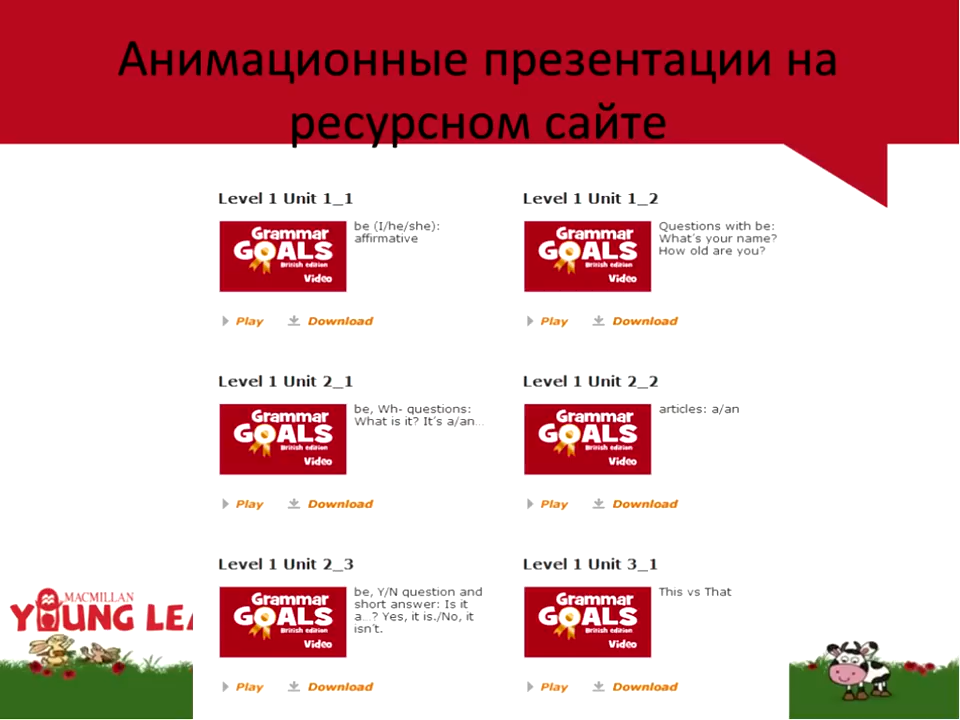 Анимационные презентации на
ресурсном сайте
Level 1 Unit 1_1
Grammar
GOALS
British edition
Video
be (I/he/she):
affirmative
Play
Download
Level 1 Unit 1_2
Grammar
GOALS
British edition
Video
Questions with be:
What's your name?
How old are you?
Play
Download
Level 1 Unit 2_1
Grammar
GOALS
British edition
Video
be, Wh- questions:
What is it? It's a/an...
Play
Download
Level 1 Unit 2_2
Grammar
GOALS
British edition
Video
articles: a/an
Play
Download
Level 1 Unit 2_3
Grammar
GOALS
British edition
Video
be, Y/N question and
short answer: Is it
a...? Yes, it is./No, it
isn't.
Play
Download
Level 1 Unit 3_1
Grammar
GOALS
British edition
Video
This vs That
Play
Download
MACMILLAN
YOUNG LEA